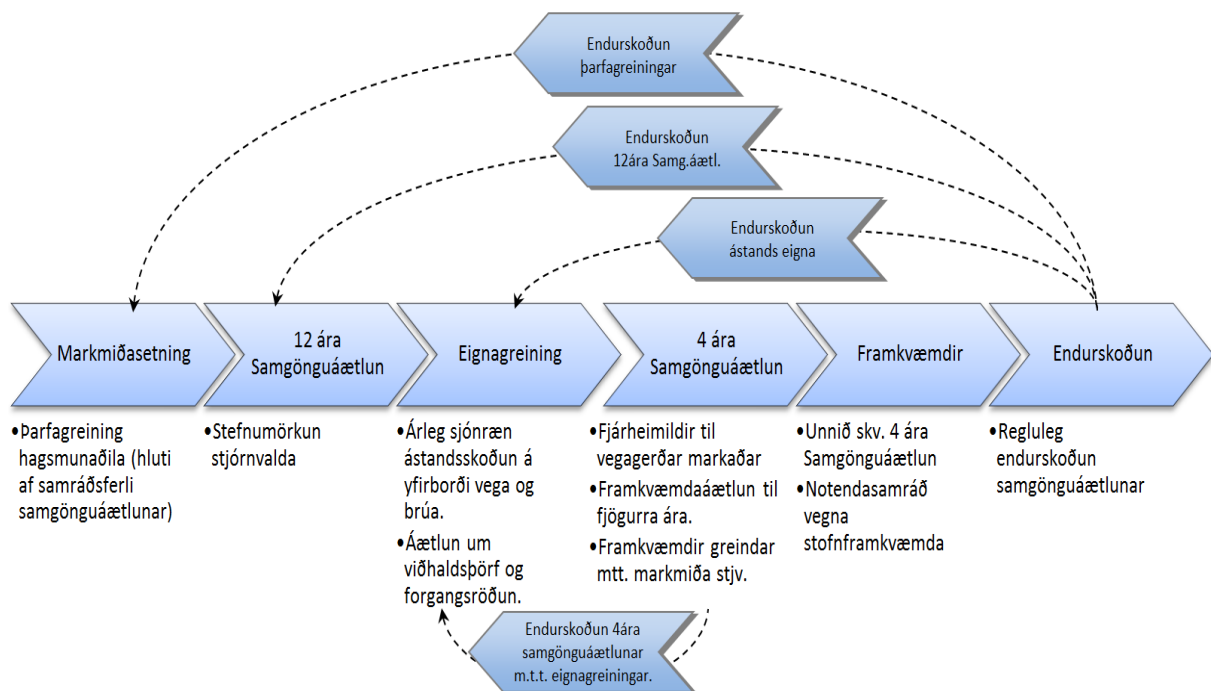 Endurskoðun
þarfagreiningar
Endurskoðun
12ára Samg.áætl.
Endurskoðun
ástands eigna
Markmiðasetning
12 ára
Samgönguáætlun
Eignagreining
4 ára
Samgönguáætlun
Framkvæmdir
Endurskoðun
•Þarfagreining
hagsmunaðila (hluti
af samráðsferli
samgönguáætlunar)
•Stefnumörkun
stjórnvalda
•Árleg sjónræn
ástandsskoðun á
yfirborði vega og
brúa.
•Áætlun um
viðhaldsþörf og
forgangsröðun.
•Fjárheimildir til
vegagerðar markaðar
•Framkvæmdaáætlun til
fjögurra ára.
•Framkvæmdir greindar
mtt. markmiða stjv.
•Unnið skv. 4 ára
Samgönguáætlun
•Notendasamráð
vegna
stofnframkvæmda
•Regluleg
endurskoðun
samgönguáætlunar
Endurskoðun 4ára
samgönguáætlunar
m.t.t. eignagreiningar.